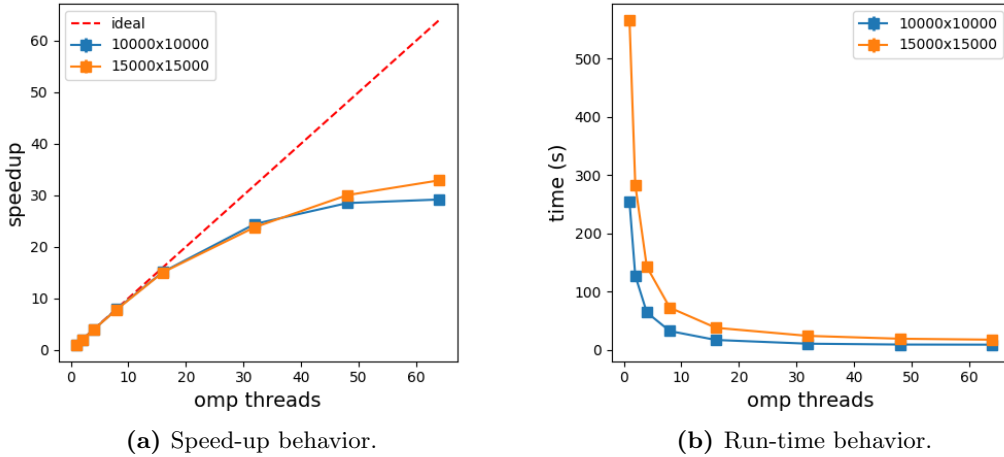 ideal
10000x10000
15000x15000
60
50
40
30
20
10
0
speedup
0 10 20 30 40 50 60
omp threads
(a) Speed-up behavior.
10000x10000
15000x15000
500
400
300
200
100
0
time (s)
0 10 20 30 40 50 60
omp threads
(b) Run-time behavior.